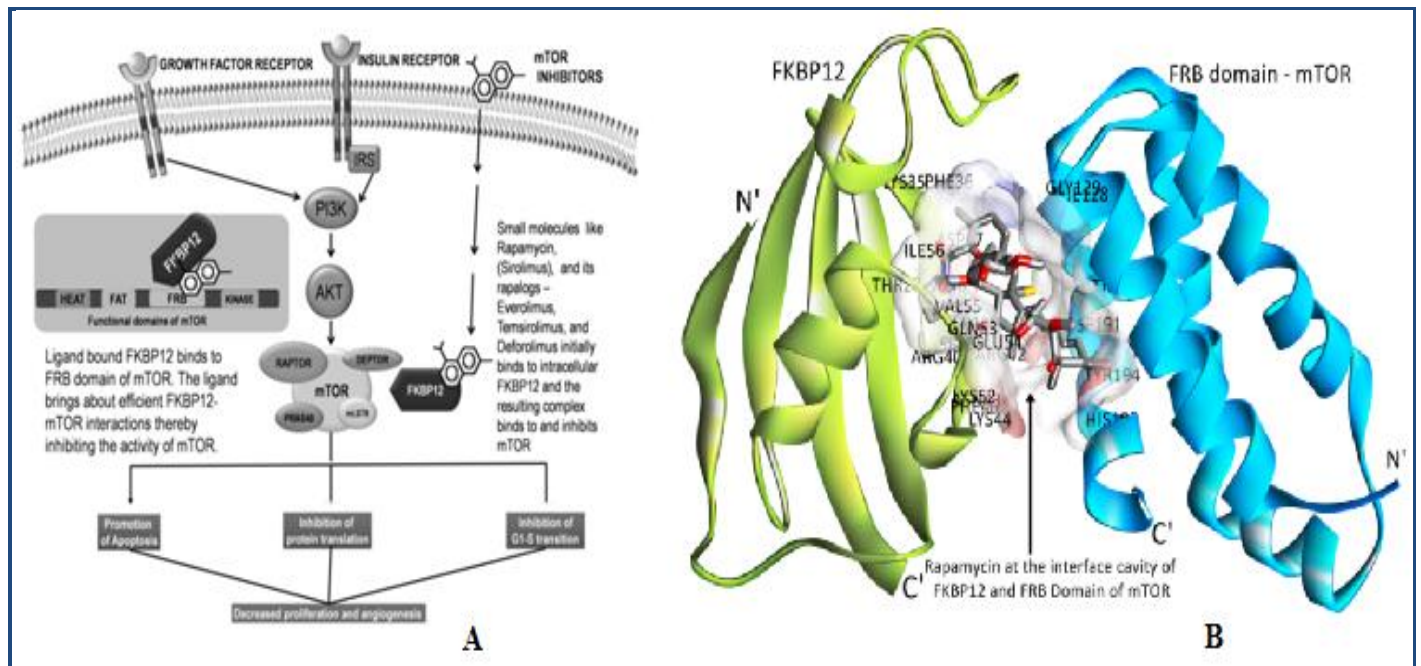 GROWTH FACTOR RECEPTOR
INSULIN RECEPTOR
mTOR
INHIBITORS
IRS
PI3K
AKT
FKBP12
HEAT FAT FRB KINASE
Functional domains of mTOR
Ligand bound FKBP12 binds to
FRB domain of mTOR. The ligand
brings about efficient FKBP12-
mTOR interactions thereby
inhibiting the activity of mTOR.
RAPTOR
DEPTOR
mTOR
PRAS40
FKBP12
Small molecules like
Rapamycin,
(Sirolimus), and its
rapalogs –
Everolimus,
Temsirolimus, and
Deforolimus initially
binds to intracellular
FKBP12 and the
resulting complex
binds to and inhibits
mTOR
Promotion
of Apoptosis
Inhibition of
protein translation
Inhibition of
G1-S transition
Decreased proliferation and angiogenesis
A
FKBP12
FRB domain - mTOR
N'
PHE36
GLY129
ILE56
VAL55
GLN53
GLU54
LYS52
LYS44
TYR194
N'
C'
C'
Rapamycin at the interface cavity of
FKBP12 and FRB Domain of mTOR
B